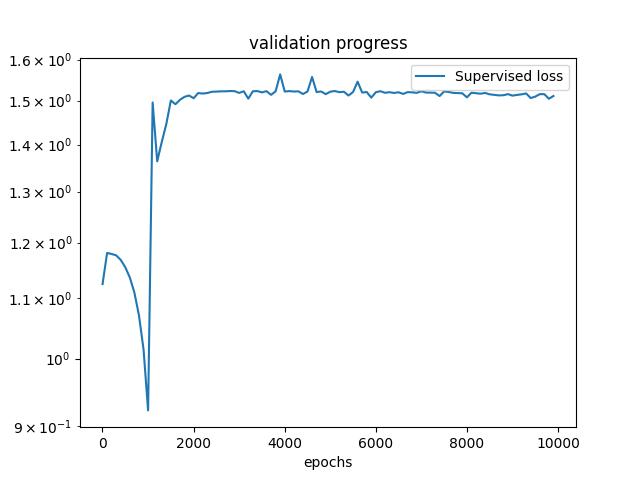 validation progress
Supervised loss
1.6 × 10⁰
1.5 × 10⁰
1.4 × 10⁰
1.3 × 10⁰
1.2 × 10⁰
1.1 × 10⁰
10⁰
9 × 10⁻¹
0 2000 4000 6000 8000 10000
epochs